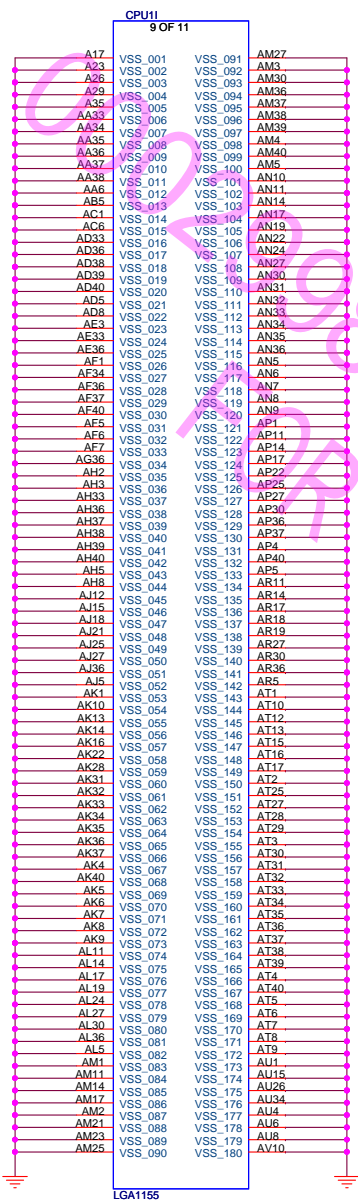 CPU1I
9 OF 11
A17 VSS_001 VSS_091 AM27
A23 VSS_002 VSS_092 AM3
A26 VSS_003 VSS_093 AM30
A29 VSS_004 VSS_094 AM36
A35 VSS_005 VSS_095 AM37
AA33 VSS_006 VSS_096 AM38
AA34 VSS_007 VSS_097 AM39
AA35 VSS_008 VSS_098 AM4
AA36 VSS_009 VSS_099 AM40
AA37 VSS_010 VSS_100 AM5
AA38 VSS_011 VSS_101 AN10
AA6 VSS_012 VSS_102 AN11
AB5 VSS_013 VSS_103 AN14
AC1 VSS_014 VSS_104 AN17
AC6 VSS_015 VSS_105 AN19
AD33 VSS_016 VSS_106 AN22
AD36 VSS_017 VSS_107 AN24
AD38 VSS_018 VSS_108 AN27
AD39 VSS_019 VSS_109 AN30
AD40 VSS_020 VSS_110 AN31
AD5 VSS_021 VSS_111 AN32
AD8 VSS_022 VSS_112 AN33
AE3 VSS_023 VSS_113 AN34
AE33 VSS_024 VSS_114 AN35
AE36 VSS_025 VSS_115 AN36
AF1 VSS_026 VSS_116 AN5
AF34 VSS_027 VSS_117 AN6
AF36 VSS_028 VSS_118 AN7
AF37 VSS_029 VSS_119 AN8
AF40 VSS_030 VSS_120 AN9
AF5 VSS_031 VSS_121 AP1
AF6 VSS_032 VSS_122 AP11
AF7 VSS_033 VSS_123 AP14
AG36 VSS_034 VSS_124 AP17
AH2 VSS_035 VSS_125 AP22
AH3 VSS_036 VSS_126 AP25
AH33 VSS_037 VSS_127 AP27
AH36 VSS_038 VSS_128 AP30
AH37 VSS_039 VSS_129 AP36
AH38 VSS_040 VSS_130 AP37
AH39 VSS_041 VSS_131 AP4
AH40 VSS_042 VSS_132 AP40
AH5 VSS_043 VSS_133 AP5
AH8 VSS_044 VSS_134 AR11
AJ12 VSS_045 VSS_135 AR14
AJ15 VSS_046 VSS_136 AR17
AJ18 VSS_047 VSS_137 AR18
AJ21 VSS_048 VSS_138 AR19
AJ25 VSS_049 VSS_139 AR27
AJ27 VSS_050 VSS_140 AR30
AJ36 VSS_051 VSS_141 AR36
AJ5 VSS_052 VSS_142 AR5
AK1 VSS_053 VSS_143 AT1
AK10 VSS_054 VSS_144 AT10
AK13 VSS_055 VSS_145 AT12
AK14 VSS_056 VSS_146 AT13
AK16 VSS_057 VSS_147 AT15
AK22 VSS_058 VSS_148 AT16
AK28 VSS_059 VSS_149 AT17
AK31 VSS_060 VSS_150 AT2
AK32 VSS_061 VSS_151 AT25
AK33 VSS_062 VSS_152 AT27
AK34 VSS_063 VSS_153 AT28
AK35 VSS_064 VSS_154 AT29
AK36 VSS_065 VSS_155 AT3
AK37 VSS_066 VSS_156 AT30
AK4 VSS_067 VSS_157 AT31
AK40 VSS_068 VSS_158 AT32
AK5 VSS_069 VSS_159 AT33
AK6 VSS_070 VSS_160 AT34
AK7 VSS_071 VSS_161 AT35
AK8 VSS_072 VSS_162 AT36
AK9 VSS_073 VSS_163 AT37
AL11 VSS_074 VSS_164 AT38
AL14 VSS_075 VSS_165 AT39
AL17 VSS_076 VSS_166 AT4
AL19 VSS_077 VSS_167 AT40
AL24 VSS_078 VSS_168 AT5
AL27 VSS_079 VSS_169 AT6
AL30 VSS_080 VSS_170 AT7
AL36 VSS_081 VSS_171 AT8
AL5 VSS_082 VSS_172 AT9
AM1 VSS_083 VSS_173 AU1
AM11 VSS_084 VSS_174 AU15
AM14 VSS_085 VSS_175 AU26
AM17 VSS_086 VSS_176 AU34
AM2 VSS_087 VSS_177 AU4
AM21 VSS_088 VSS_178 AU6
AM23 VSS_089 VSS_179 AU8
AM25 VSS_090 VSS_180 AV10
LGA1155
FOR